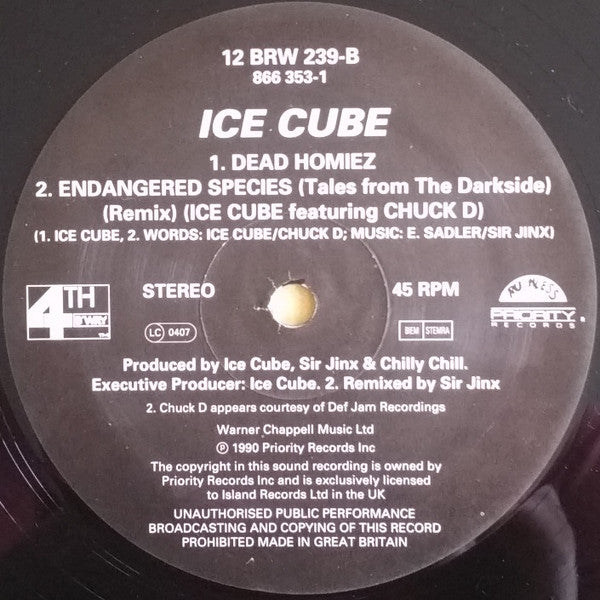 12 BRW 239-B
866 353-1
ICE CUBE
1. DEAD HOMIEZ
2. ENDANGERED SPECIES (Tales from The Darkside)
(Remix) (ICE CUBE featuring CHUCK D)
(1. ICE CUBE, 2. WORDS: ICE CUBE/CHUCK D; MUSIC: E. SADLER/SIR JINX)
4TH
B'WAY
TM
STEREO
LC 0407
45 RPM
BIEM STEMRA
RUTHLESS
PRIORITY
RECORDS
Produced by Ice Cube, Sir Jinx & Chilly Chill.
Executive Producer: Ice Cube. 2. Remixed by Sir Jinx
2. Chuck D appears courtesy of Def Jam Recordings
Warner Chappell Music Ltd
℗ 1990 Priority Records Inc
The copyright in this sound recording is owned by
Priority Records Inc and is exclusively licensed
to Island Records Ltd in the UK
UNAUTHORISED PUBLIC PERFORMANCE
BROADCASTING AND COPYING OF THIS RECORD
PROHIBITED MADE IN GREAT BRITAIN